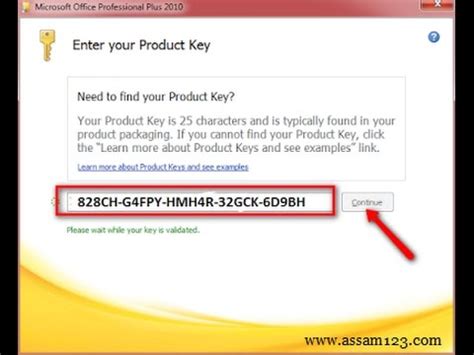 Microsoft Office Professional Plus 2010
Enter your Product Key
Need to find your Product Key?
Your Product Key is 25 characters and is typically found in your
product packaging. If you cannot find your Product Key, click
the "Learn more about Product Keys and see examples" link.
Learn more about Product Keys and see examples
828CH-G4FPY-HMH4R-32GCK-6D9BH
Continue
Please wait while your key is validated.
www.assam123.com